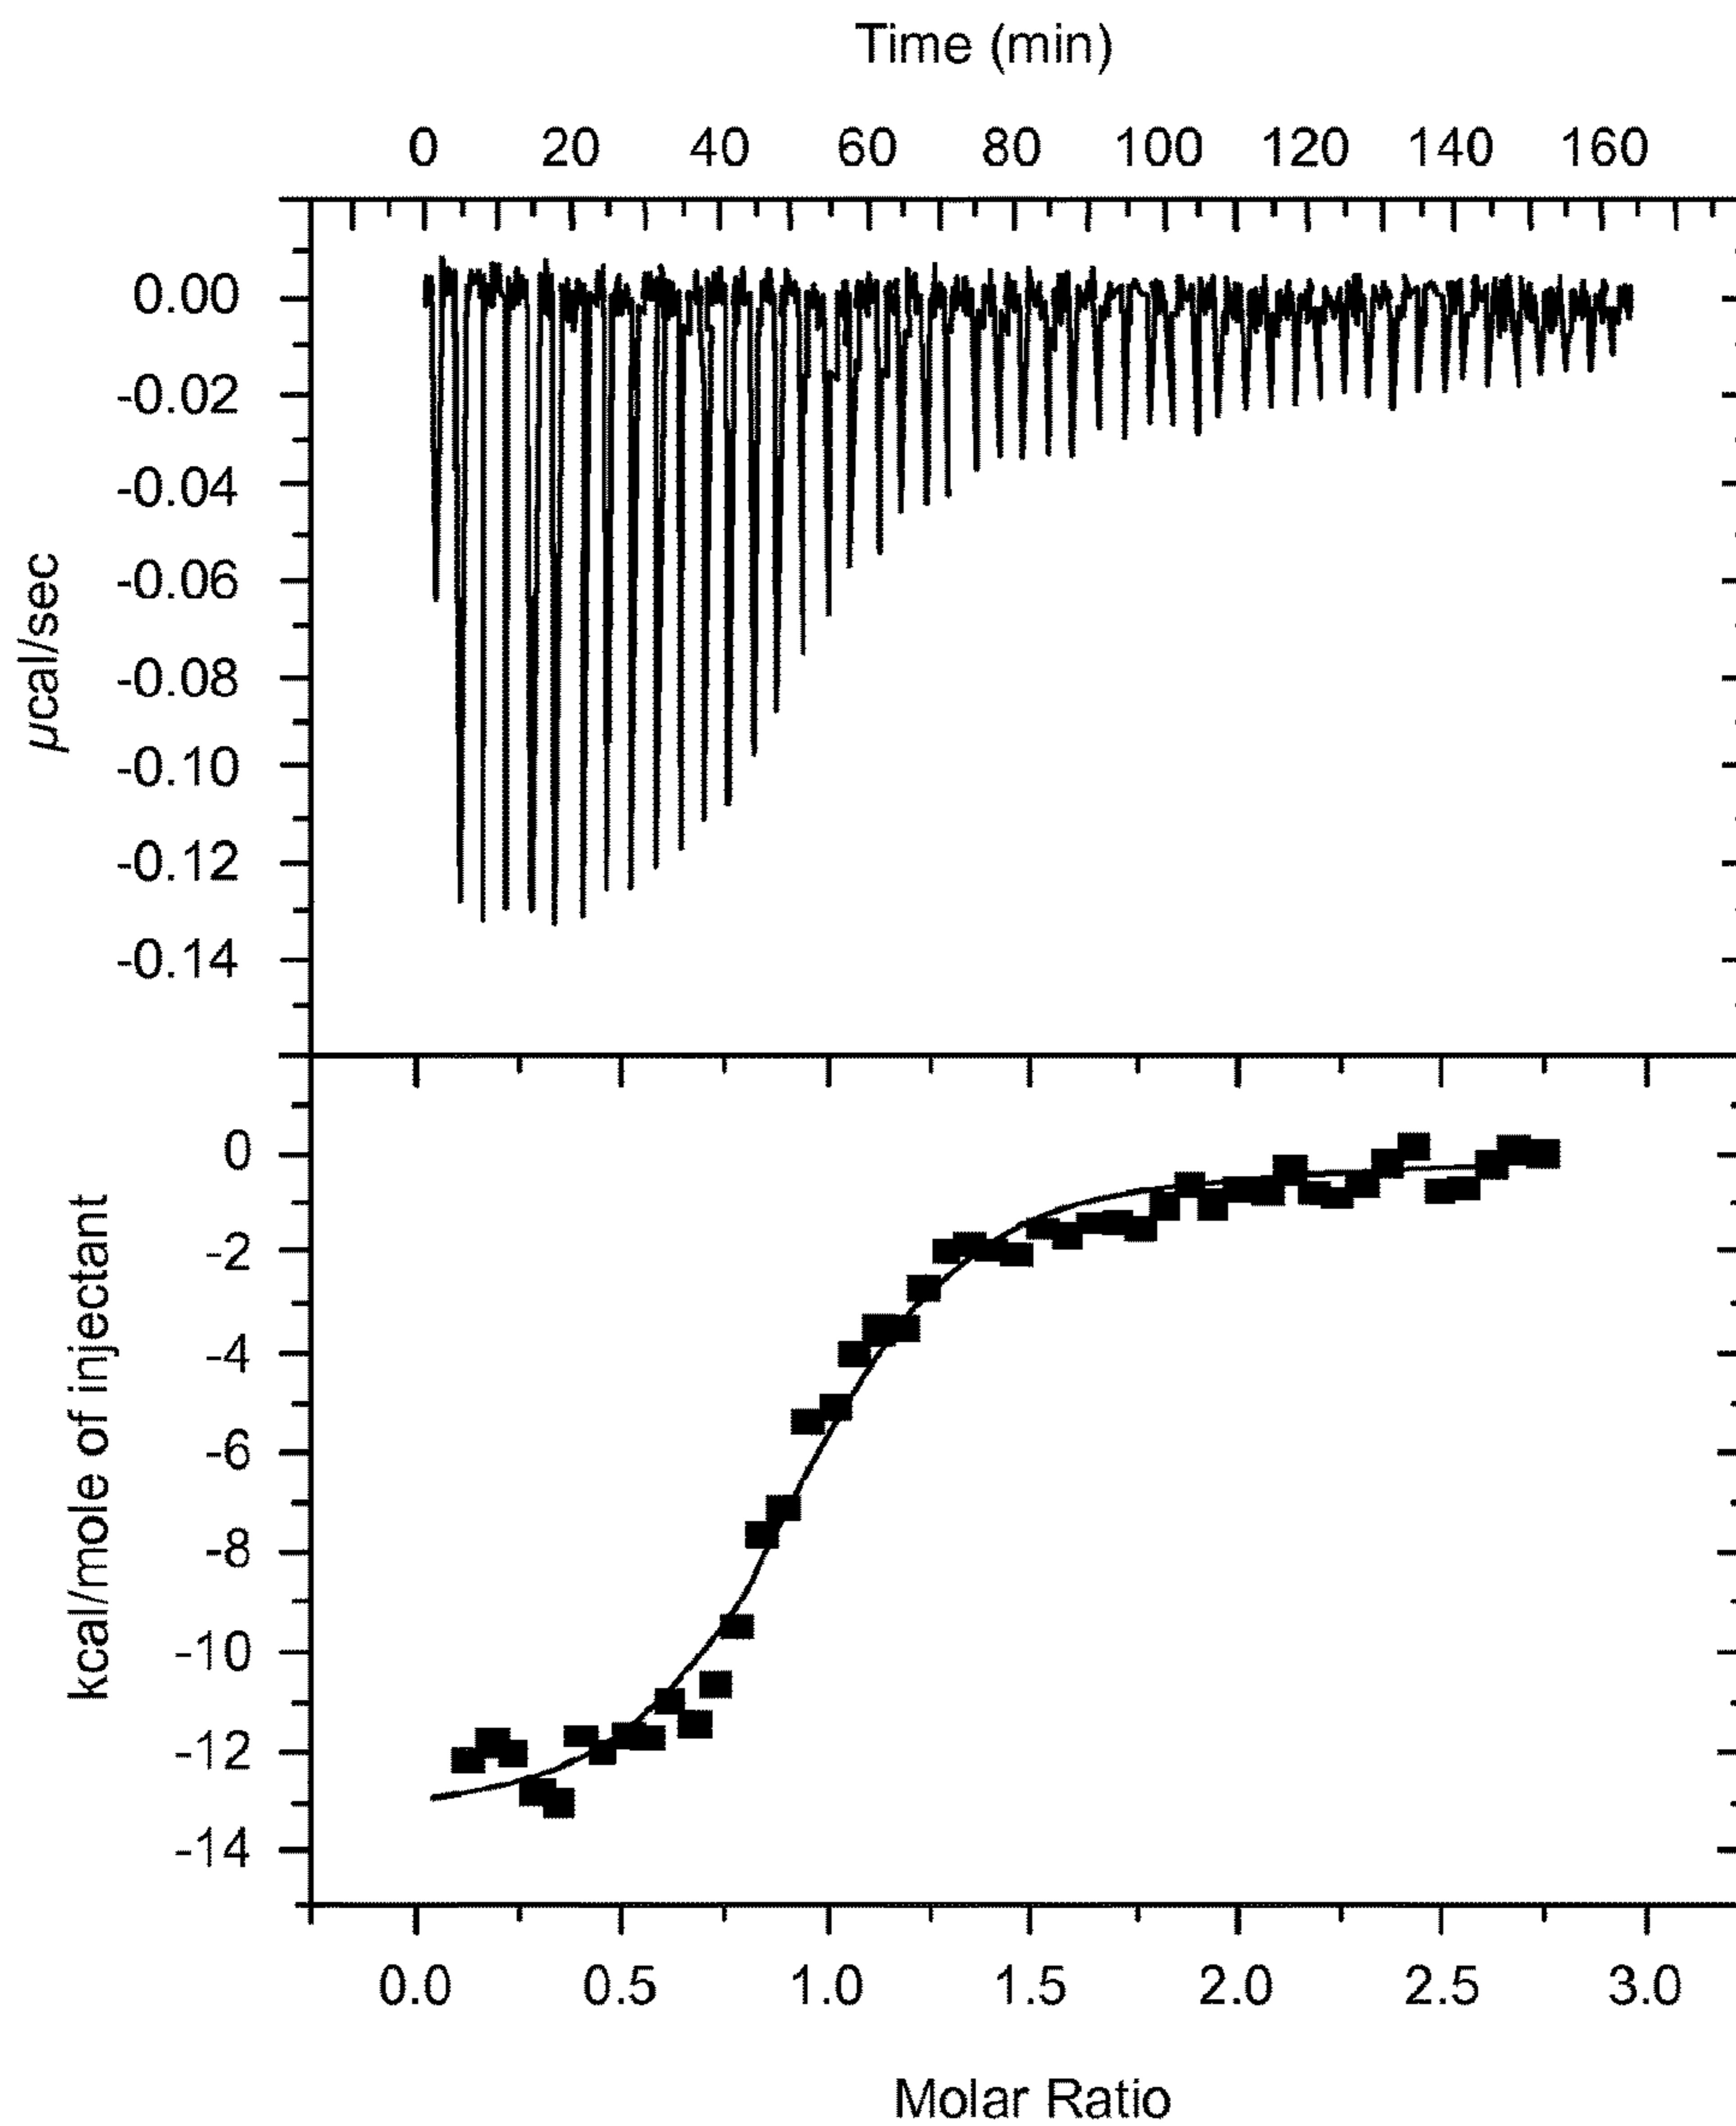 Time (min)
0 20 40 60 80 100 120 140 160
0.00
-0.02
-0.04
-0.06
-0.08
-0.10
-0.12
-0.14
µcal/sec
0
-2
-4
-6
-8
-10
-12
-14
kcal/mole of injectant
0.0 0.5 1.0 1.5 2.0 2.5 3.0
Molar Ratio